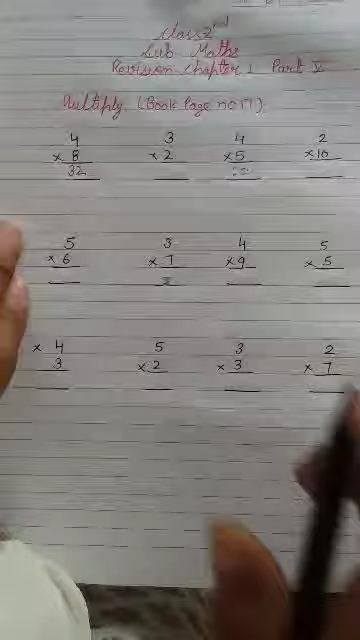 Class 2nd
Sub Maths
Revision Chapter 1 Part V
Multiply. (Book Page no 17)
4 3 4 2
× 8 × 2 × 5 × 10
32
5 3 4 5
× 6 × 7 × 9 × 5
× 4 5 3 2
3 × 2 × 3 × 7